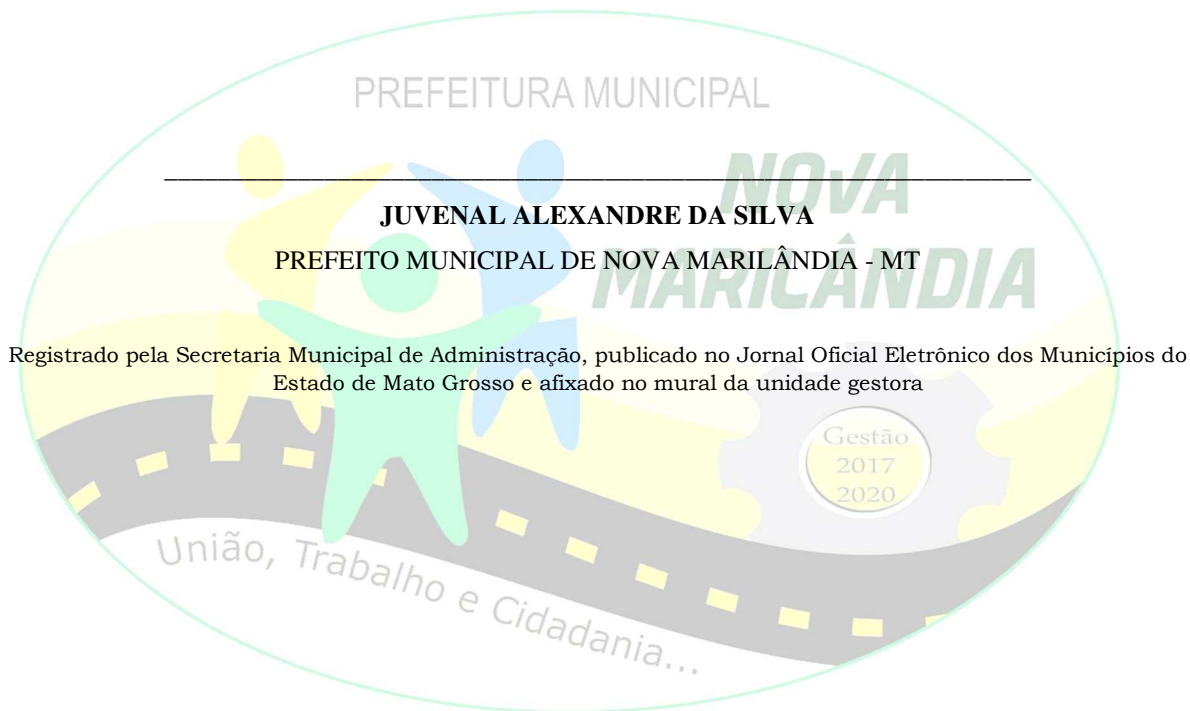 PREFEITURA MUNICIPAL
NOVA
JUVENAL ALEXANDRE DA SILVA
PREFEITO MUNICIPAL DE NOVA MARILÂNDIA - MT
MARILÂNDIA
Registrado pela Secretaria Municipal de Administração, publicado no Jornal Oficial Eletrônico dos Municípios do
Estado de Mato Grosso e afixado no mural da unidade gestora
Gestão
2017
2020
União, Trabalho e Cidadania...